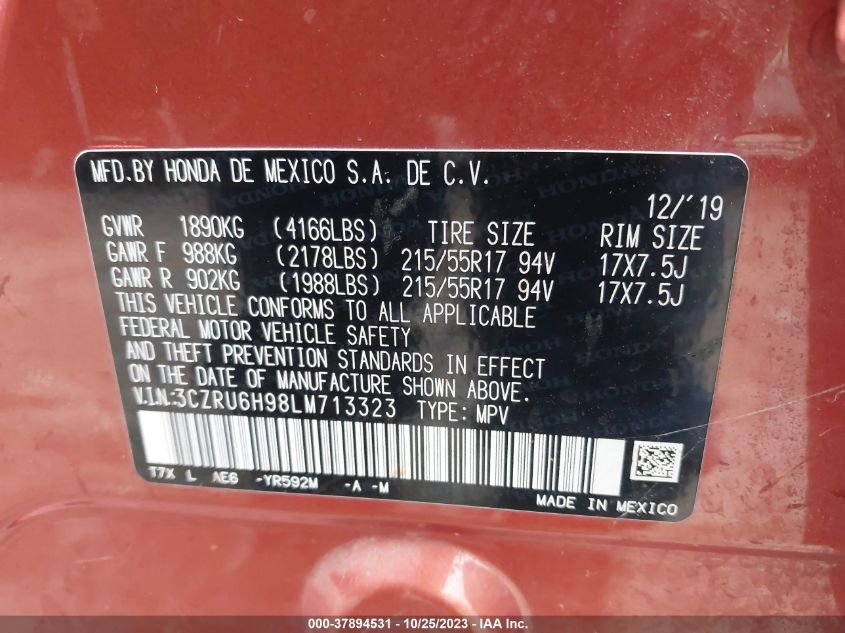 MFD.BY HONDA DE MEXICO S.A. DE C.V.
12/'19
GVWR 1890KG (4166LBS) TIRE SIZE RIM SIZE
GAWR F 988KG (2178LBS) 215/55R17 94V 17X7.5J
GAWR R 902KG (1988LBS) 215/55R17 94V 17X7.5J
THIS VEHICLE CONFORMS TO ALL APPLICABLE
FEDERAL MOTOR VEHICLE SAFETY
AND THEFT PREVENTION STANDARDS IN EFFECT
ON THE DATE OF MANUFACTURE SHOWN ABOVE.
V.I.N:3CZRU6H98LM713323 TYPE: MPV
T7X L AE6 -YR592M -A -M
MADE IN MEXICO
000-37894531 - 10/25/2023 - IAA Inc.